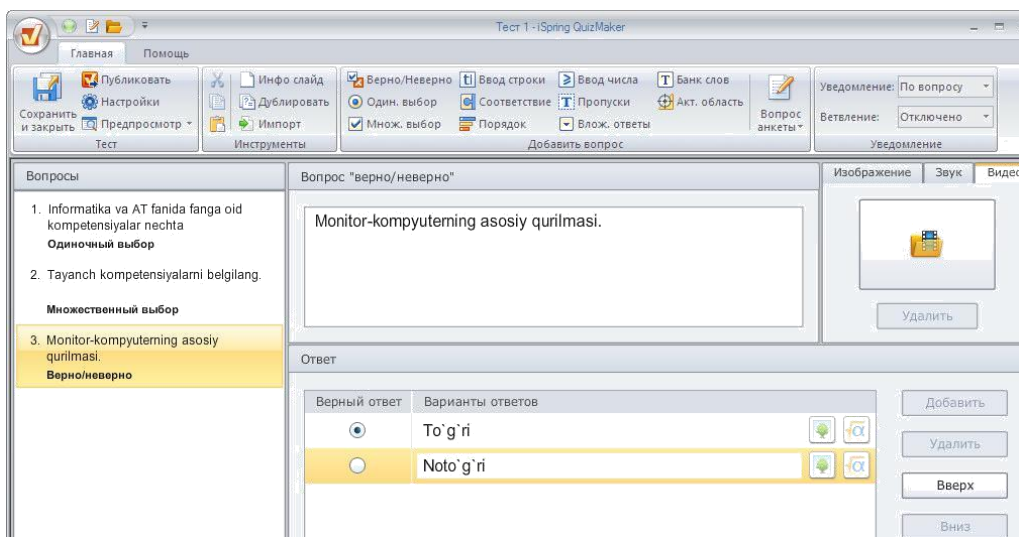 Тест 1 - iSpring QuizMaker
Главная Помощь
Сохранить и закрыть
Публиковать
Настройки
Предпросмотр
Тест
Инфо слайд
Дублировать
Импорт
Инструменты
Верно/Неверно Ввод строки Ввод числа Банк слов
Один. выбор Соответствие Пропуски Акт. область
Множ. выбор Порядок Влож. ответы
Вопрос анкеты
Добавить вопрос
Уведомление: По вопросу
Ветвление: Отключено
Уведомление
Вопросы
1. Informatika va AT fanida fanga oid
kompetensiyalar nechta
Одиночный выбор
2. Tayanch kompetensiyalarni belgilang.
Множественный выбор
3. Monitor-kompyuterning asosiy
qurilmasi.
Верно/неверно
Вопрос "верно/неверно"
Monitor-kompyuterning asosiy qurilmasi.
Изображение Звук Видео
Удалить
Ответ
Верный ответ Варианты ответов
To`g`ri
Noto`g`ri
Добавить
Удалить
Вверх
Вниз